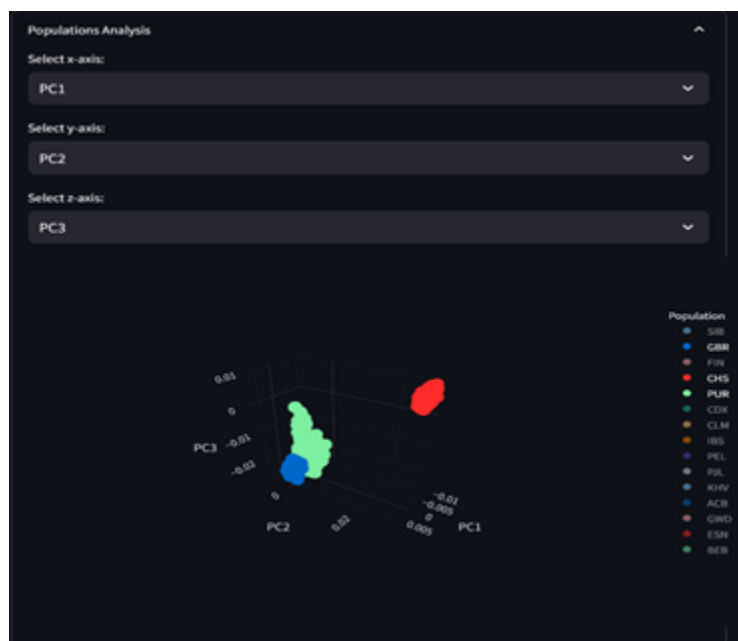 Populations Analysis
Select x-axis:
PC1
Select y-axis:
PC2
Select z-axis:
PC3
Population
SIB
GBR
FIN
CHS
PUR
CDX
CLM
IBS
PEL
PJL
KHV
ACB
GWD
ESN
BEB
0.01
0
−0.01
−0.02
PC3
0
0.02
PC2
−0.01
−0.005
0
0.005
PC1